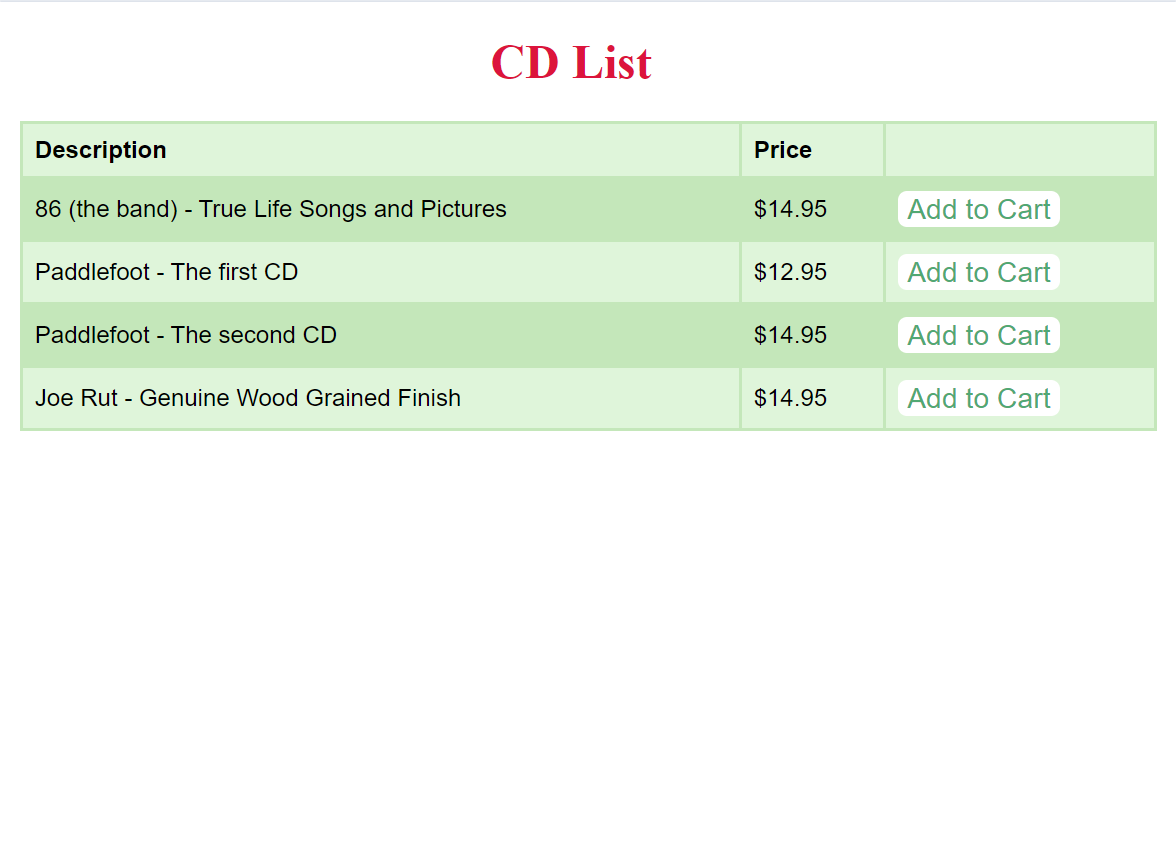 CD List
Description Price
86 (the band) - True Life Songs and Pictures $14.95 Add to Cart
Paddlefoot - The first CD $12.95 Add to Cart
Paddlefoot - The second CD $14.95 Add to Cart
Joe Rut - Genuine Wood Grained Finish $14.95 Add to Cart